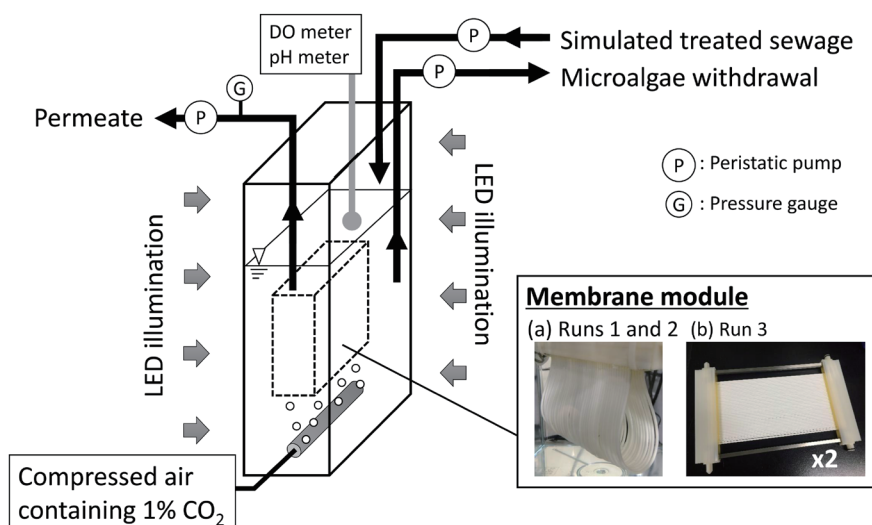 DO meter
pH meter
P
Simulated treated sewage
P
Microalgae withdrawal
G
Permeate
P
P : Peristatic pump
G : Pressure gauge
LED illumination
LED illumination
Membrane module
(a) Runs 1 and 2
(b) Run 3
x2
Compressed air
containing 1% CO₂